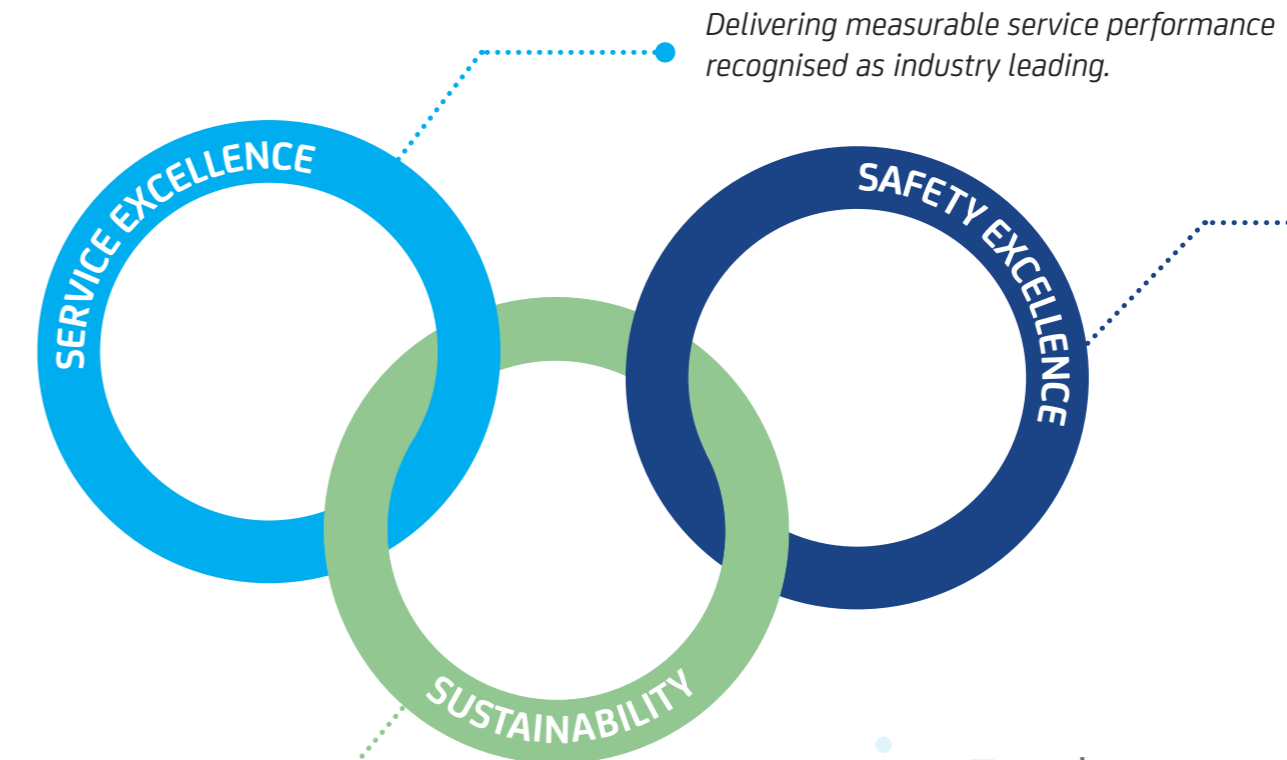 Delivering measurable service performance
recognised as industry leading.
SERVICE EXCELLENCE
SAFETY EXCELLENCE
SUSTAINABILITY